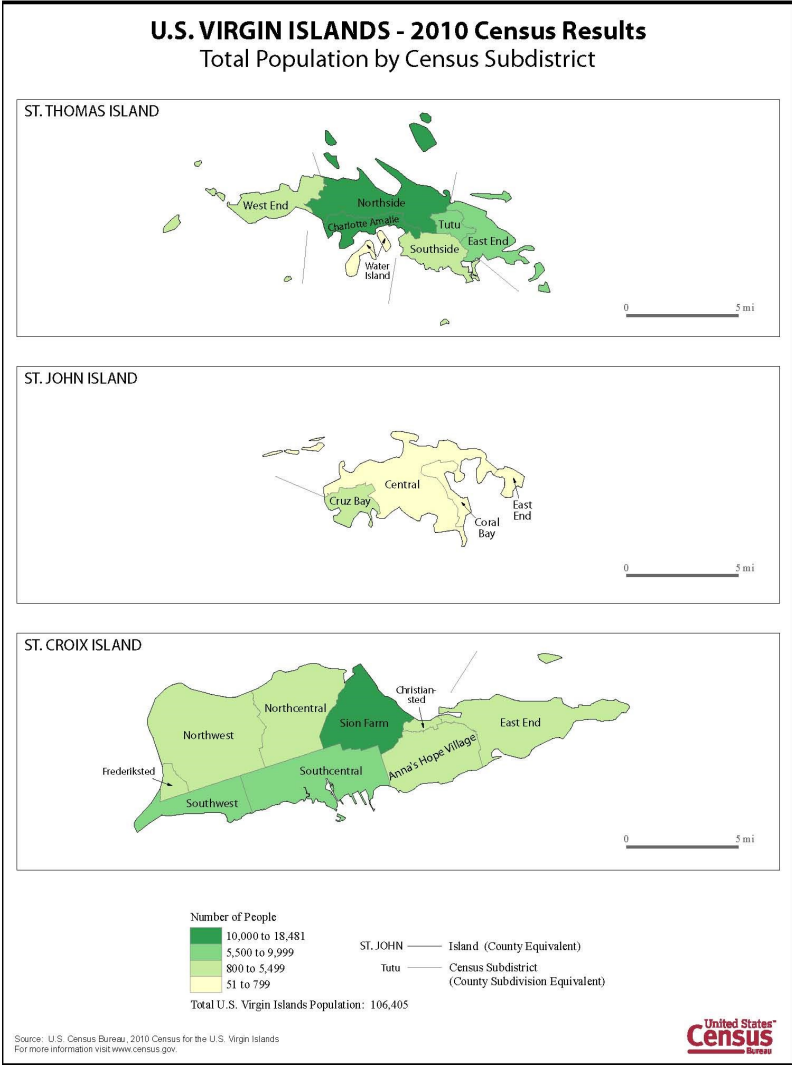 U.S. VIRGIN ISLANDS - 2010 Census Results
Total Population by Census Subdistrict
ST. THOMAS ISLAND
West End
Northside
Charlotte Amalie
Tutu
East End
Southside
Water
Island
0
5 mi
ST. JOHN ISLAND
Central
Cruz Bay
East
End
Coral
Bay
0
5 mi
ST. CROIX ISLAND
Christian-
sted
Northcentral
Sion Farm
East End
Northwest
Anna's Hope Village
Frederiksted
Southcentral
Southwest
0
5 mi
Number of People
10,000 to 18,481
5,500 to 9,999
800 to 5,499
51 to 799
ST. JOHN
Island (County Equivalent)
Tutu
Census Subdistrict
(County Subdivision Equivalent)
Total U.S. Virgin Islands Population: 106,405
Source: U.S. Census Bureau, 2010 Census for the U.S. Virgin Islands
For more information visit www.census.gov.
United States™
Census
Bureau